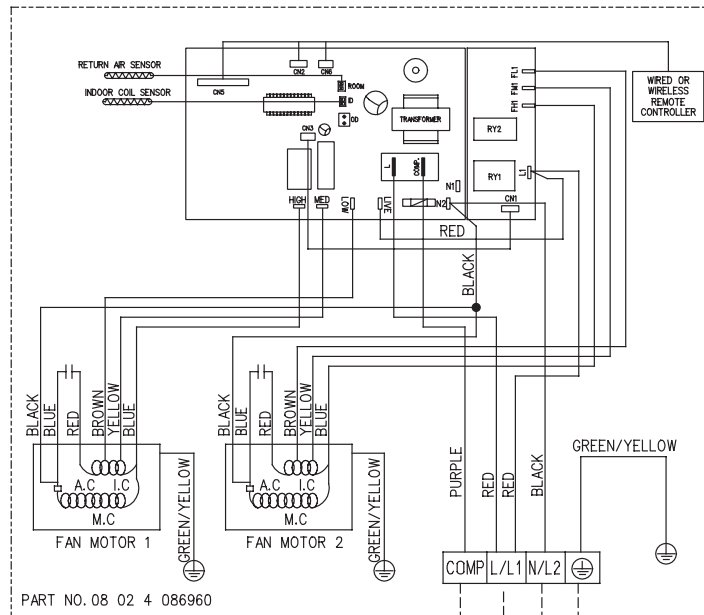 RETURN AIR SENSOR
INDOOR COIL SENSOR
CN5
CN2
CN6
ROOM
ID
OD
CN3
TRANSFORMER
FL1
FM1
FH1
RY2
RY1
L1
L
COMP.
N1
N2
CN1
HIGH
MED
LOW
LIVE
WIRED OR
WIRELESS
REMOTE
CONTROLLER
RED
BLACK
BLACK
BLUE
RED
BROWN
YELLOW
BLUE
A.C
I.C
M.C
FAN MOTOR 1
GREEN/YELLOW
BLACK
BLUE
RED
BROWN
YELLOW
BLUE
A.C
I.C
M.C
FAN MOTOR 2
GREEN/YELLOW
PURPLE
RED
RED
BLACK
GREEN/YELLOW
COMP
L/L1
N/L2
PART NO. 08 02 4 086960